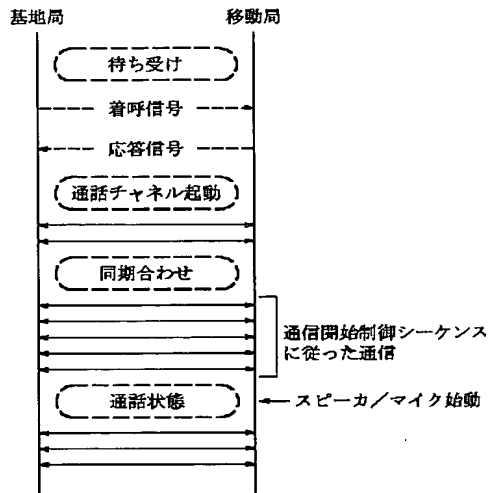 基地局
移動局
待ち受け
着呼信号
応答信号
通話チャネル起動
同期合わせ
通信開始制御シーケンス
に従った通信
通話状態
スピーカ/マイク始動